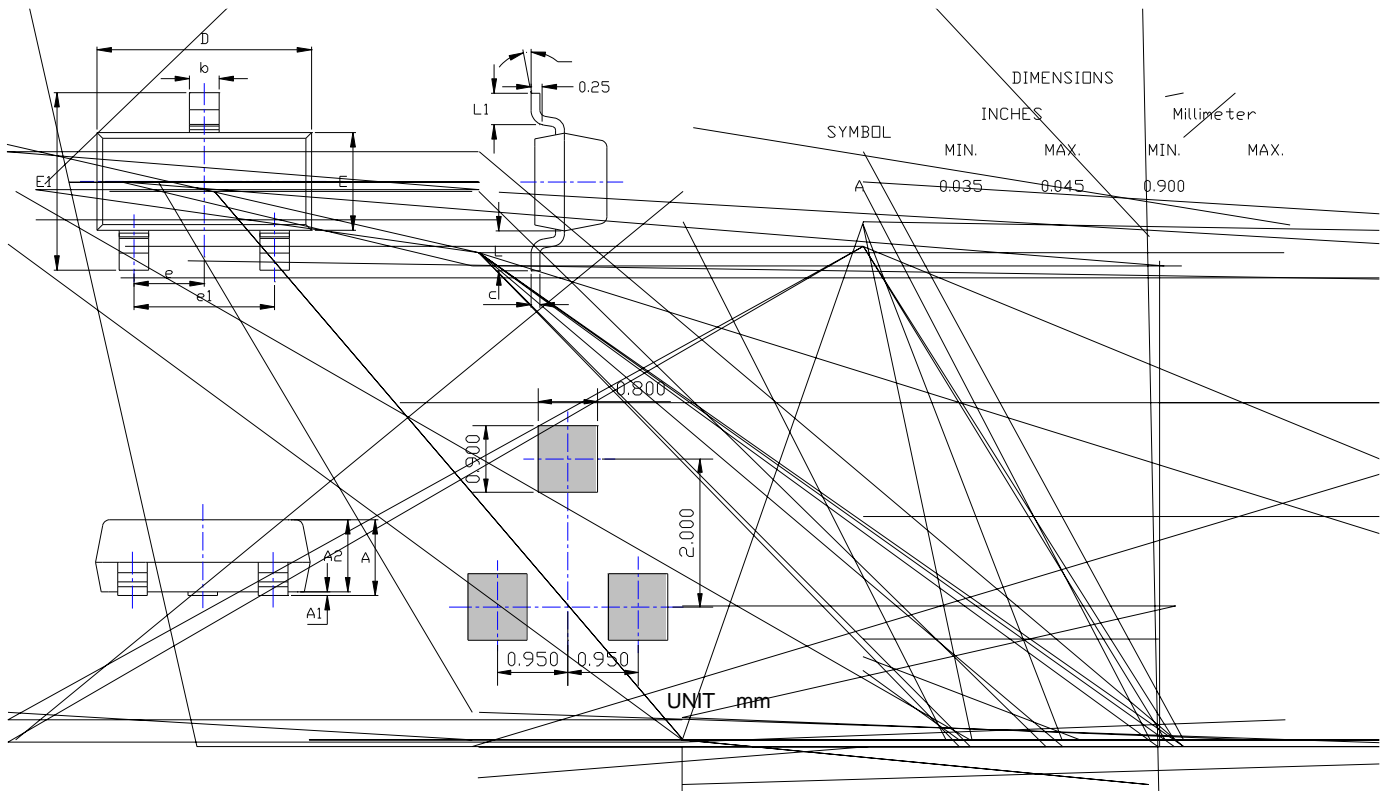 D
b
E1
E
e
e1
L1
0.25
L
c
DIMENSIONS
INCHES Millimeter
SYMBOL
MIN. MAX. MIN. MAX.
A 0.035 0.045 0.900
0.800
0.900
2.000
0.950 0.950
A2 A
A1
UNIT mm